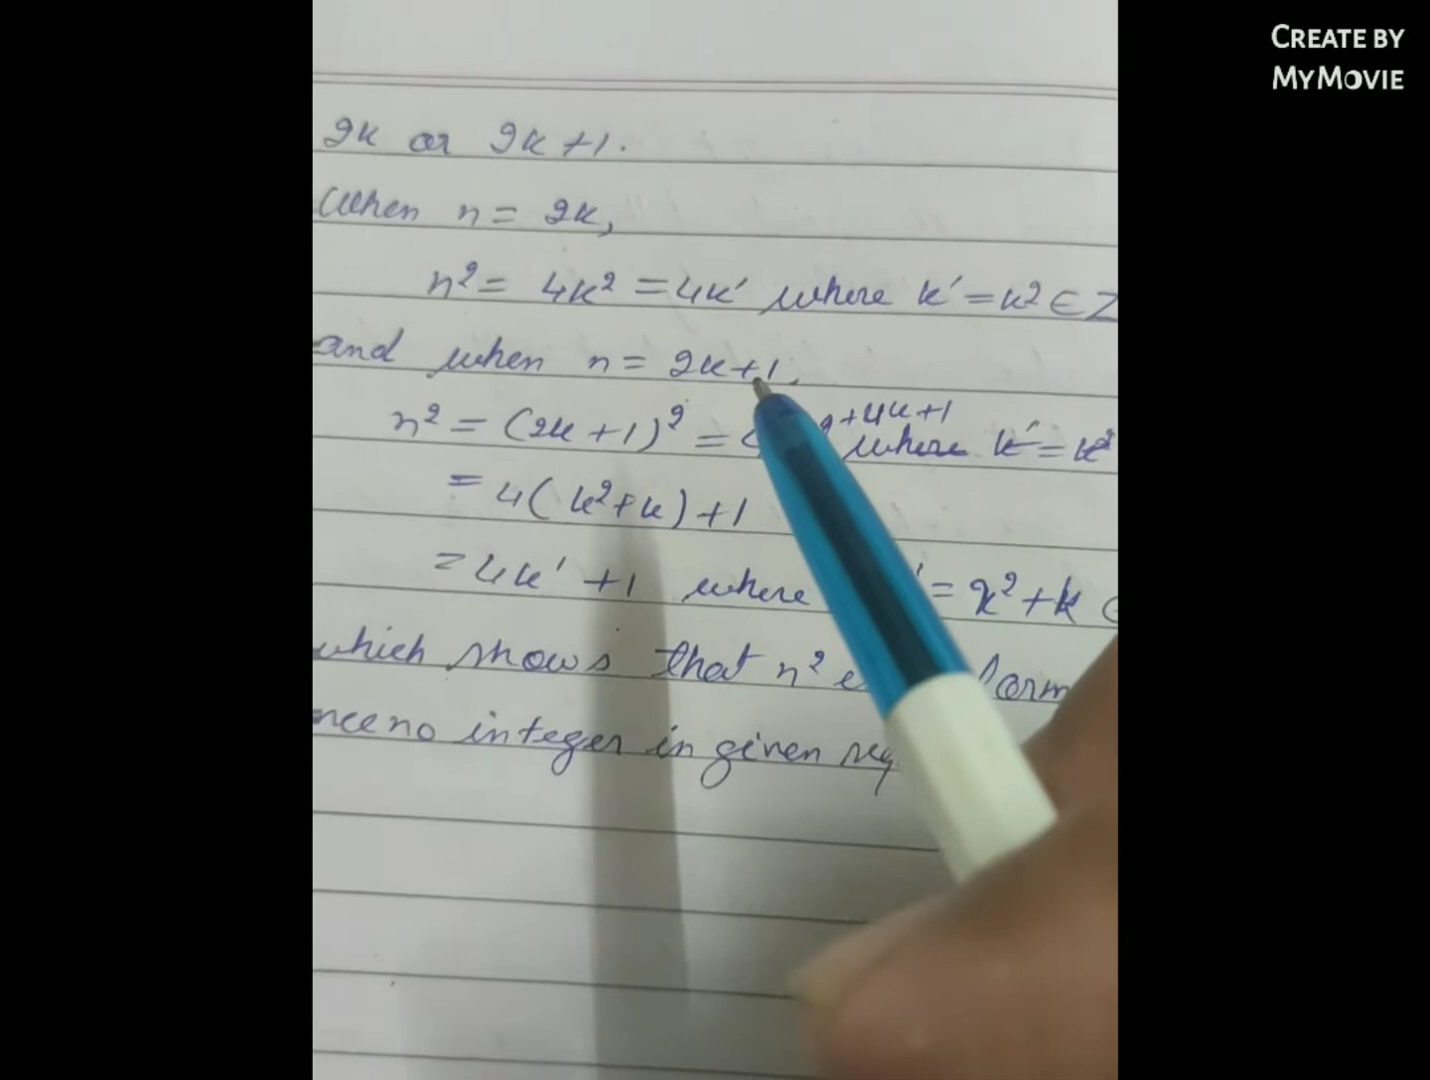 CREATE BY
MYMOVIE
2k or 2k+1.
When n = 2k,
n² = 4k² = 4k' where k' = k² ∈ Z
and when n = 2k+1.
n² = (2k+1)² = +4k+1
where k' = k²
= 4(k²+k)+1
= 4k'+1 where = k²+k
which shows that n² form
no integer in given